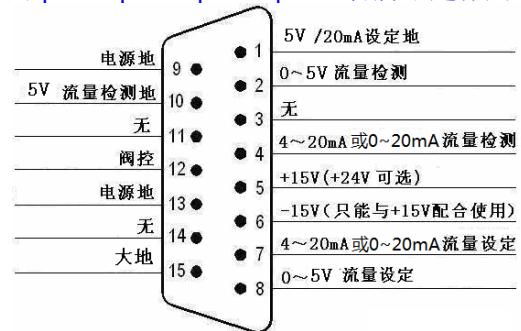 5V /20mA设定地
1
电源地
9
0～5V 流量检测
2
5V 流量检测地
10
无
3
无
11
4～20mA或0~20mA流量检测
4
阀控
12
+15V(+24V 可选)
5
电源地
13
-15V(只能与+15V配合使用)
6
无
14
4～20mA或0~20mA流量设定
7
大地
15
0～5V 流量设定
8